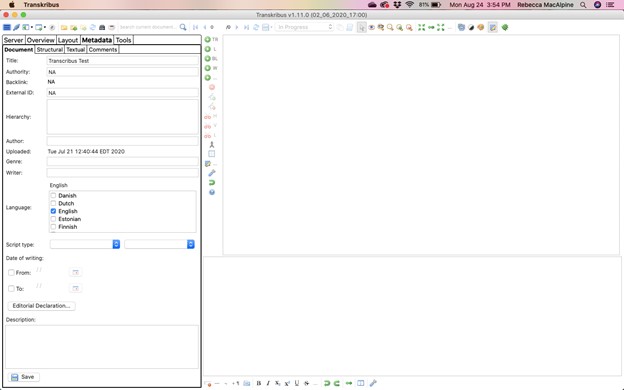 Transkribus
81% Mon Aug 24 3:54 PM Rebecca MacAlpine
Transkribus v1.11.0 (02_06_2020_17:00)
Search current document...
In Progress
Server Overview Layout Metadata Tools
Document Structural Textual Comments
Title: Transcribus Test
Authority: NA
Backlink: NA
External ID: NA
Hierarchy:
Author:
Uploaded: Tue Jul 21 12:40:44 EDT 2020
Genre:
Writer:
English
Danish
Dutch
Language: English
Estonian
Finnish
Script type:
Date of writing:
From:
To:
Editorial Declaration...
Description:
Save
TR
L
BL
W
...
H
V
L
...
B I X₁ X² U S ...